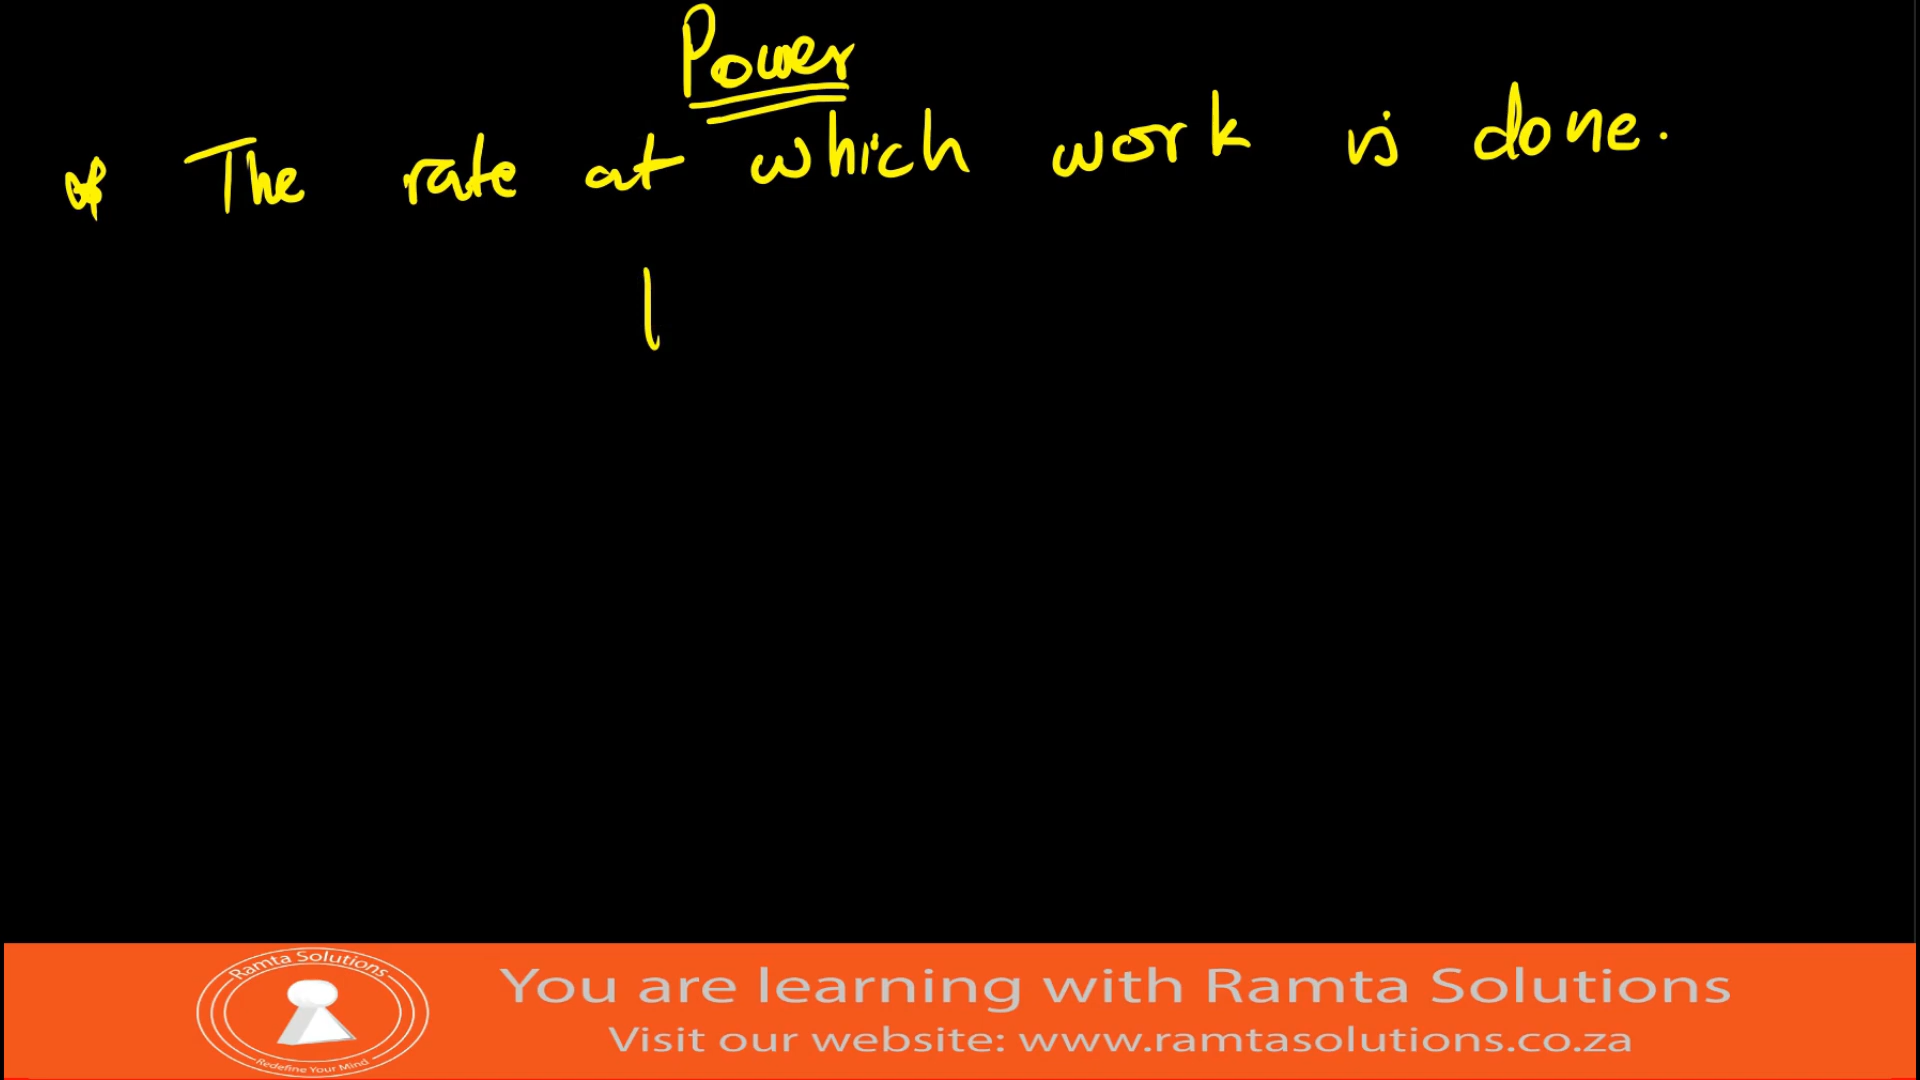 Power
* The rate at which work is done.
Ramta Solutions
Redefine Your Mind
You are learning with Ramta Solutions
Visit our website: www.ramtasolutions.co.za